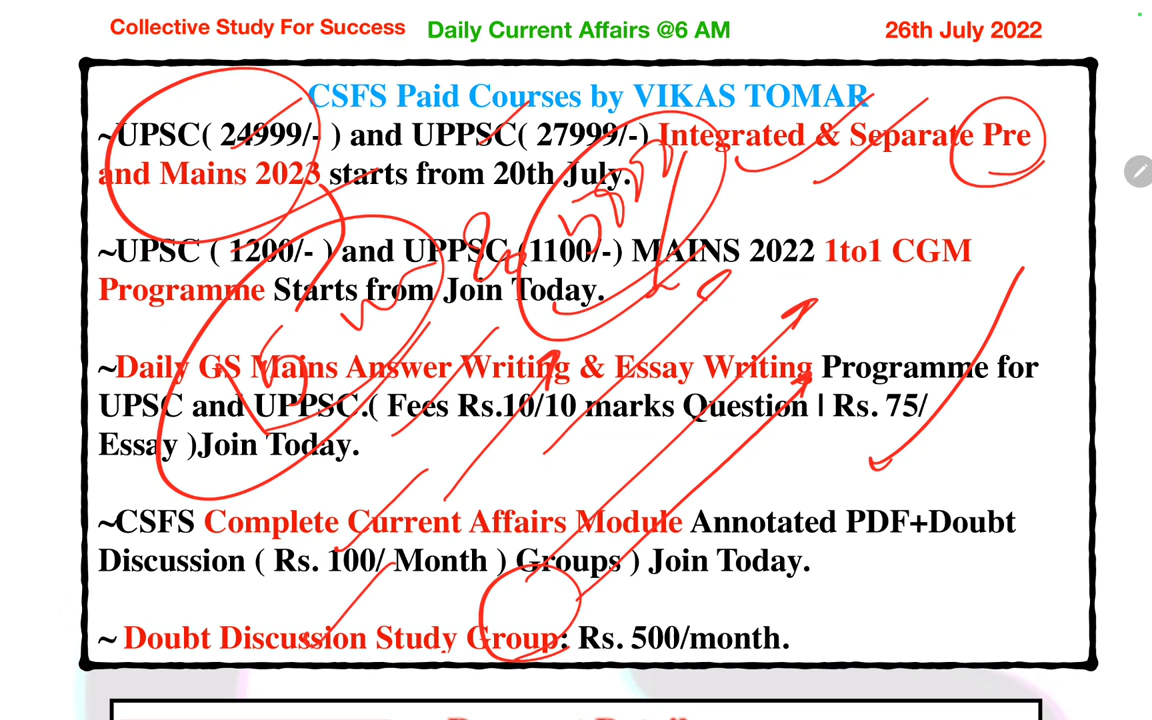 Collective Study For Success Daily Current Affairs @6 AM 26th July 2022
CSFS Paid Courses by VIKAS TOMAR
~UPSC( 24999/- ) and UPPSC( 27999/-) Integrated & Separate Pre
and Mains 2023 starts from 20th July.
~UPSC ( 1200/- ) and UPPSC (1100/-) MAINS 2022 1to1 CGM
Programme Starts from Join Today.
~Daily GS Mains Answer Writing & Essay Writing Programme for
UPSC and UPPSC.( Fees Rs.10/10 marks Question | Rs. 75/
Essay )Join Today.
~CSFS Complete Current Affairs Module Annotated PDF+Doubt
Discussion ( Rs. 100/ Month ) Groups ) Join Today.
~ Doubt Discussion Study Group: Rs. 500/month.